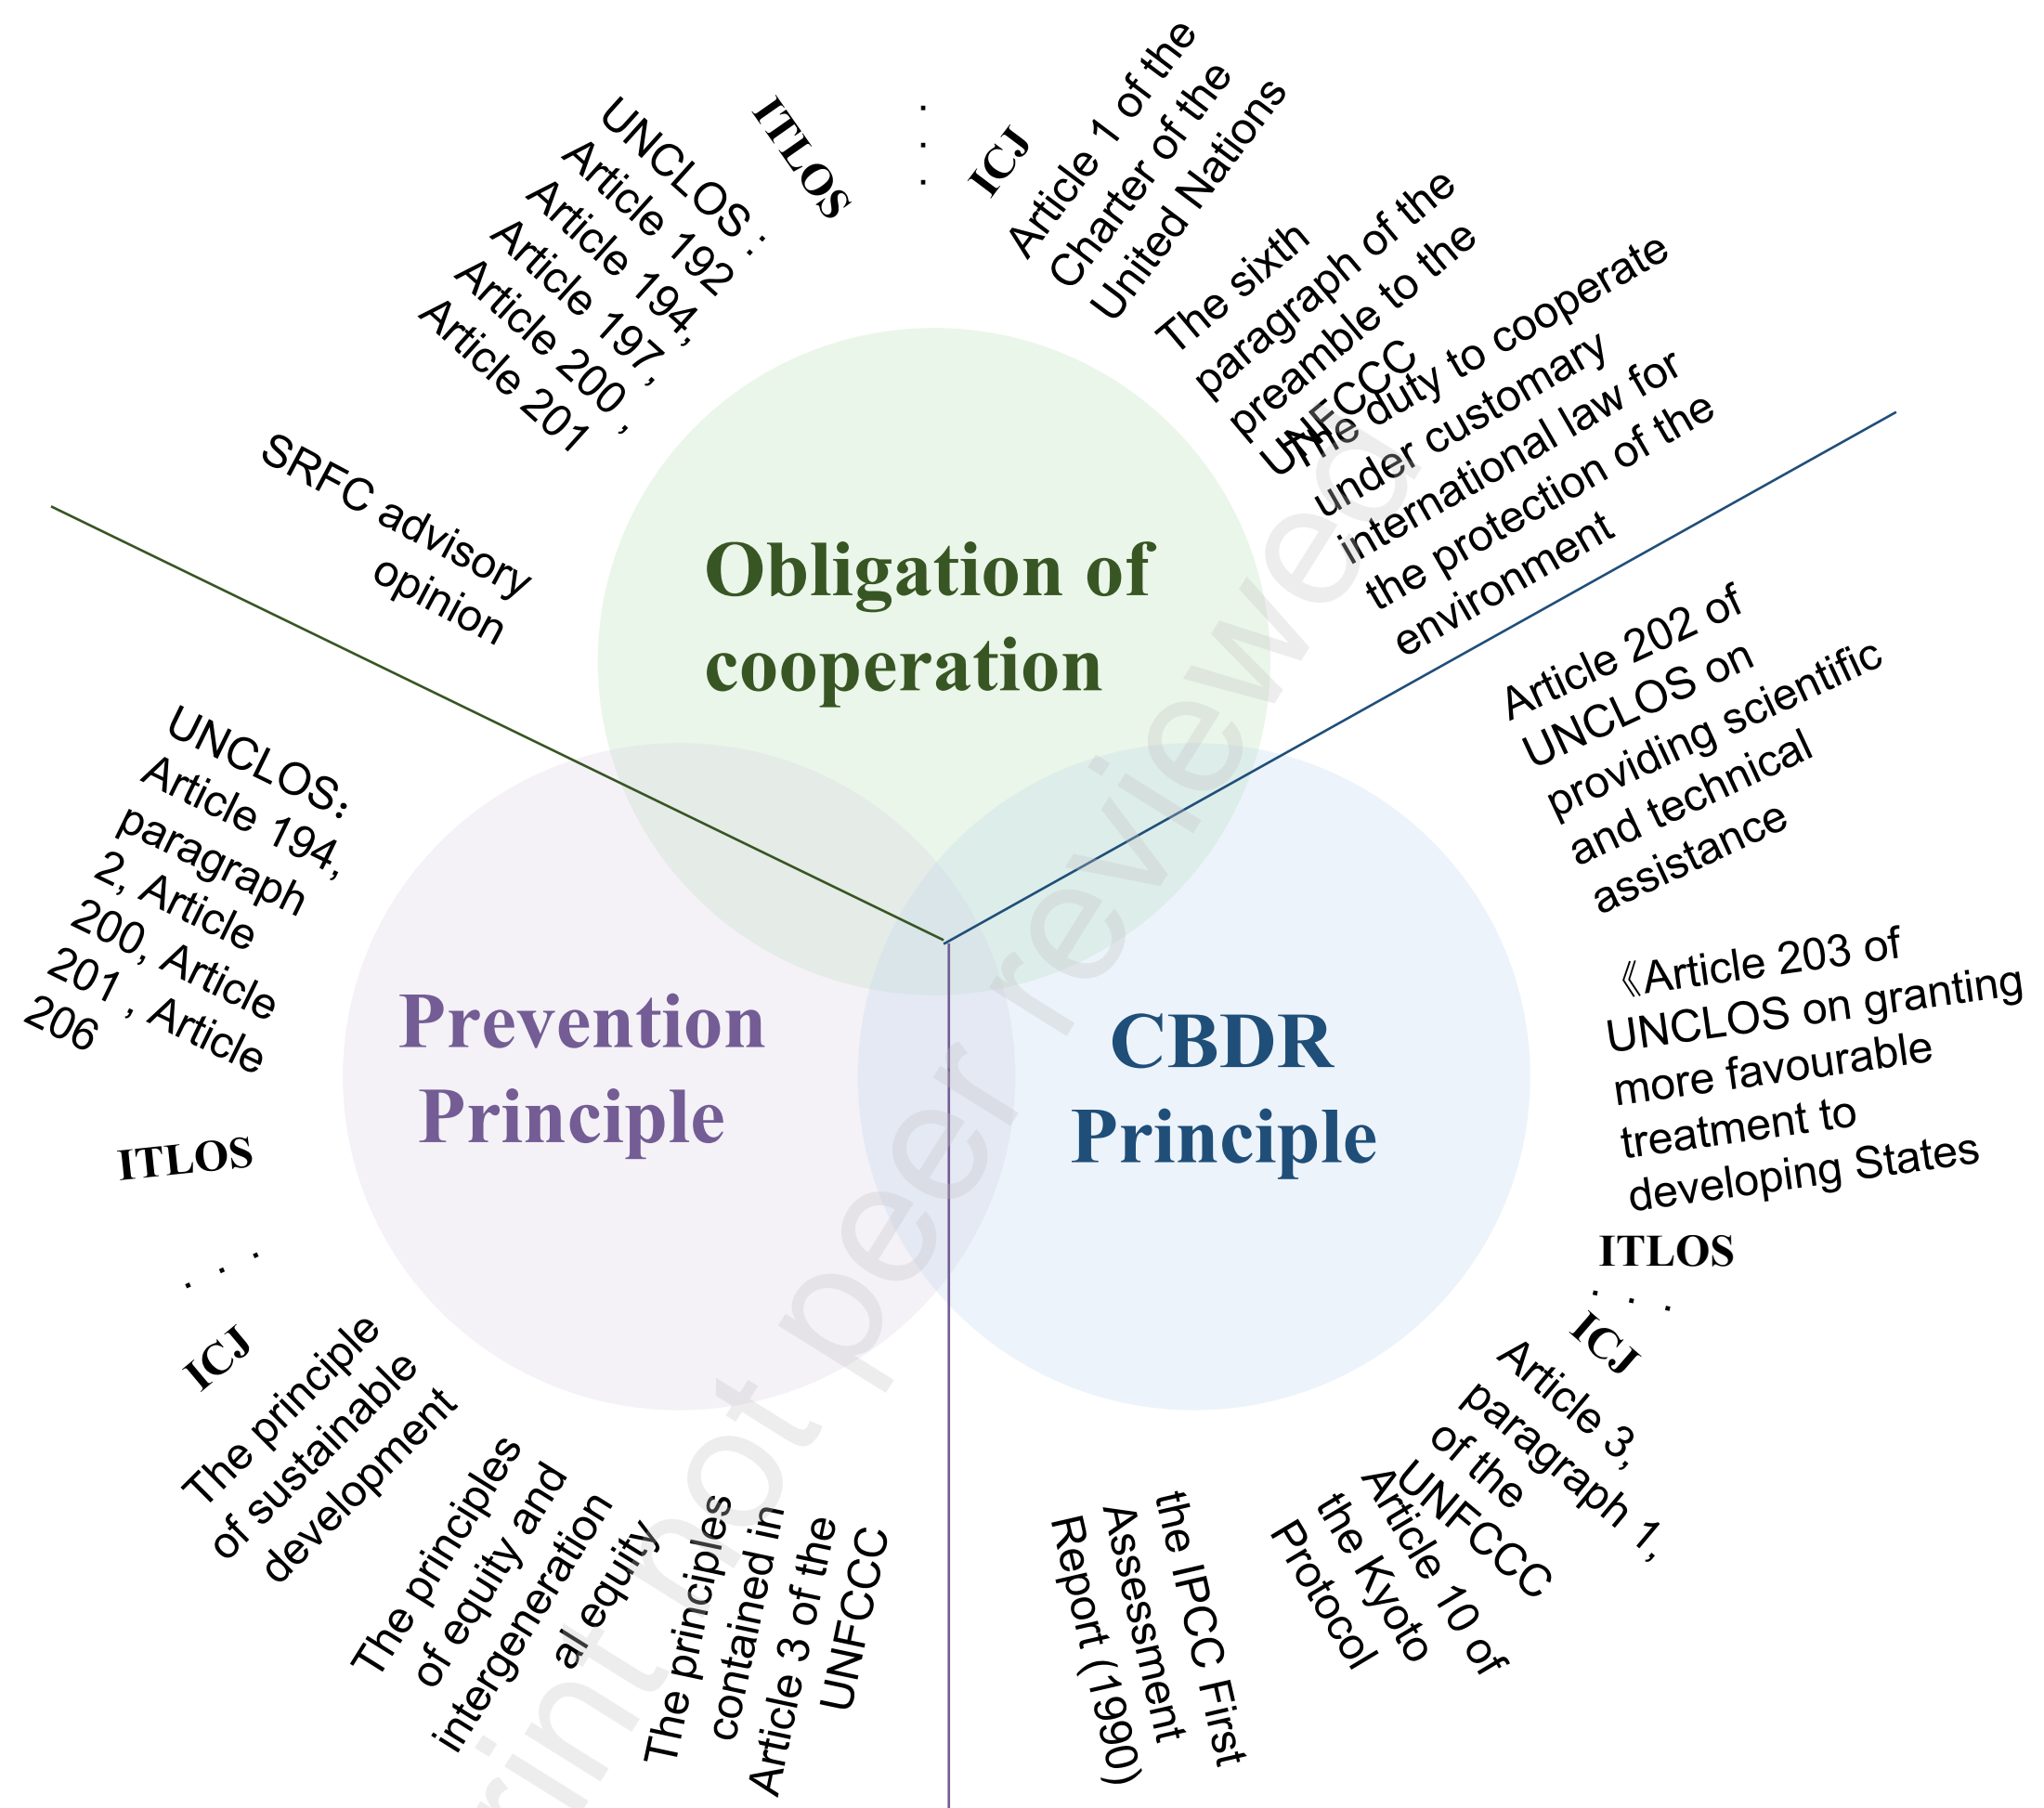 UNCLOS :
Article 192
Article 194,
Article 197,
Article 200 ,
Article 201
SRFC advisory
opinion
ITLOS
. . .
ICJ
Article 1 of the
Charter of the
United Nations
The sixth
paragraph of the
preamble to the
UNFCCC
The duty to cooperate
under customary
international law for
the protection of the
environment
Obligation of
cooperation
Prevention
Principle
CBDR
Principle
Article 202 of
UNCLOS on
providing scientific
and technical
assistance
《Article 203 of
UNCLOS on granting
more favourable
treatment to
developing States
ITLOS
. . .
ICJ
Article 3,
paragraph 1,
of the
UNFCCC
Article 10 of
the Kyoto
Protocol
the IPCC First
Assessment
Report (1990)
UNCLOS:
Article 194,
paragraph
2, Article
200, Article
201 , Article
206
ITLOS
. . .
ICJ
The principle
of sustainable
development
The principles
of equity and
intergeneration
al equity
The principles
contained in
Article 3 of the
UNFCCC
rint not peer reviewed